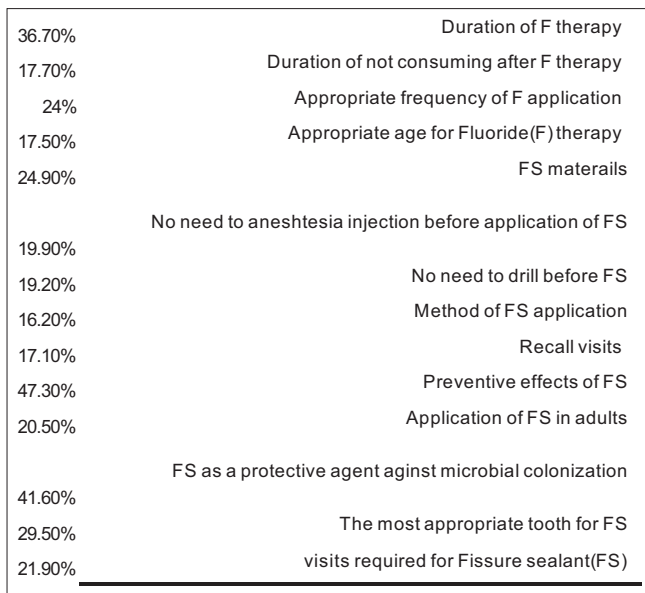 Duration of F therapy
36.70%
Duration of not consuming after F therapy
17.70%
Appropriate frequency of F application
24%
Appropriate age for Fluoride(F) therapy
17.50%
FS materails
24.90%
No need to aneshtesia injection before application of FS
19.90%
No need to drill before FS
19.20%
Method of FS application
16.20%
Recall visits
17.10%
Preventive effects of FS
47.30%
Application of FS in adults
20.50%
FS as a protective agent aginst microbial colonization
41.60%
The most appropriate tooth for FS
29.50%
visits required for Fissure sealant(FS)
21.90%